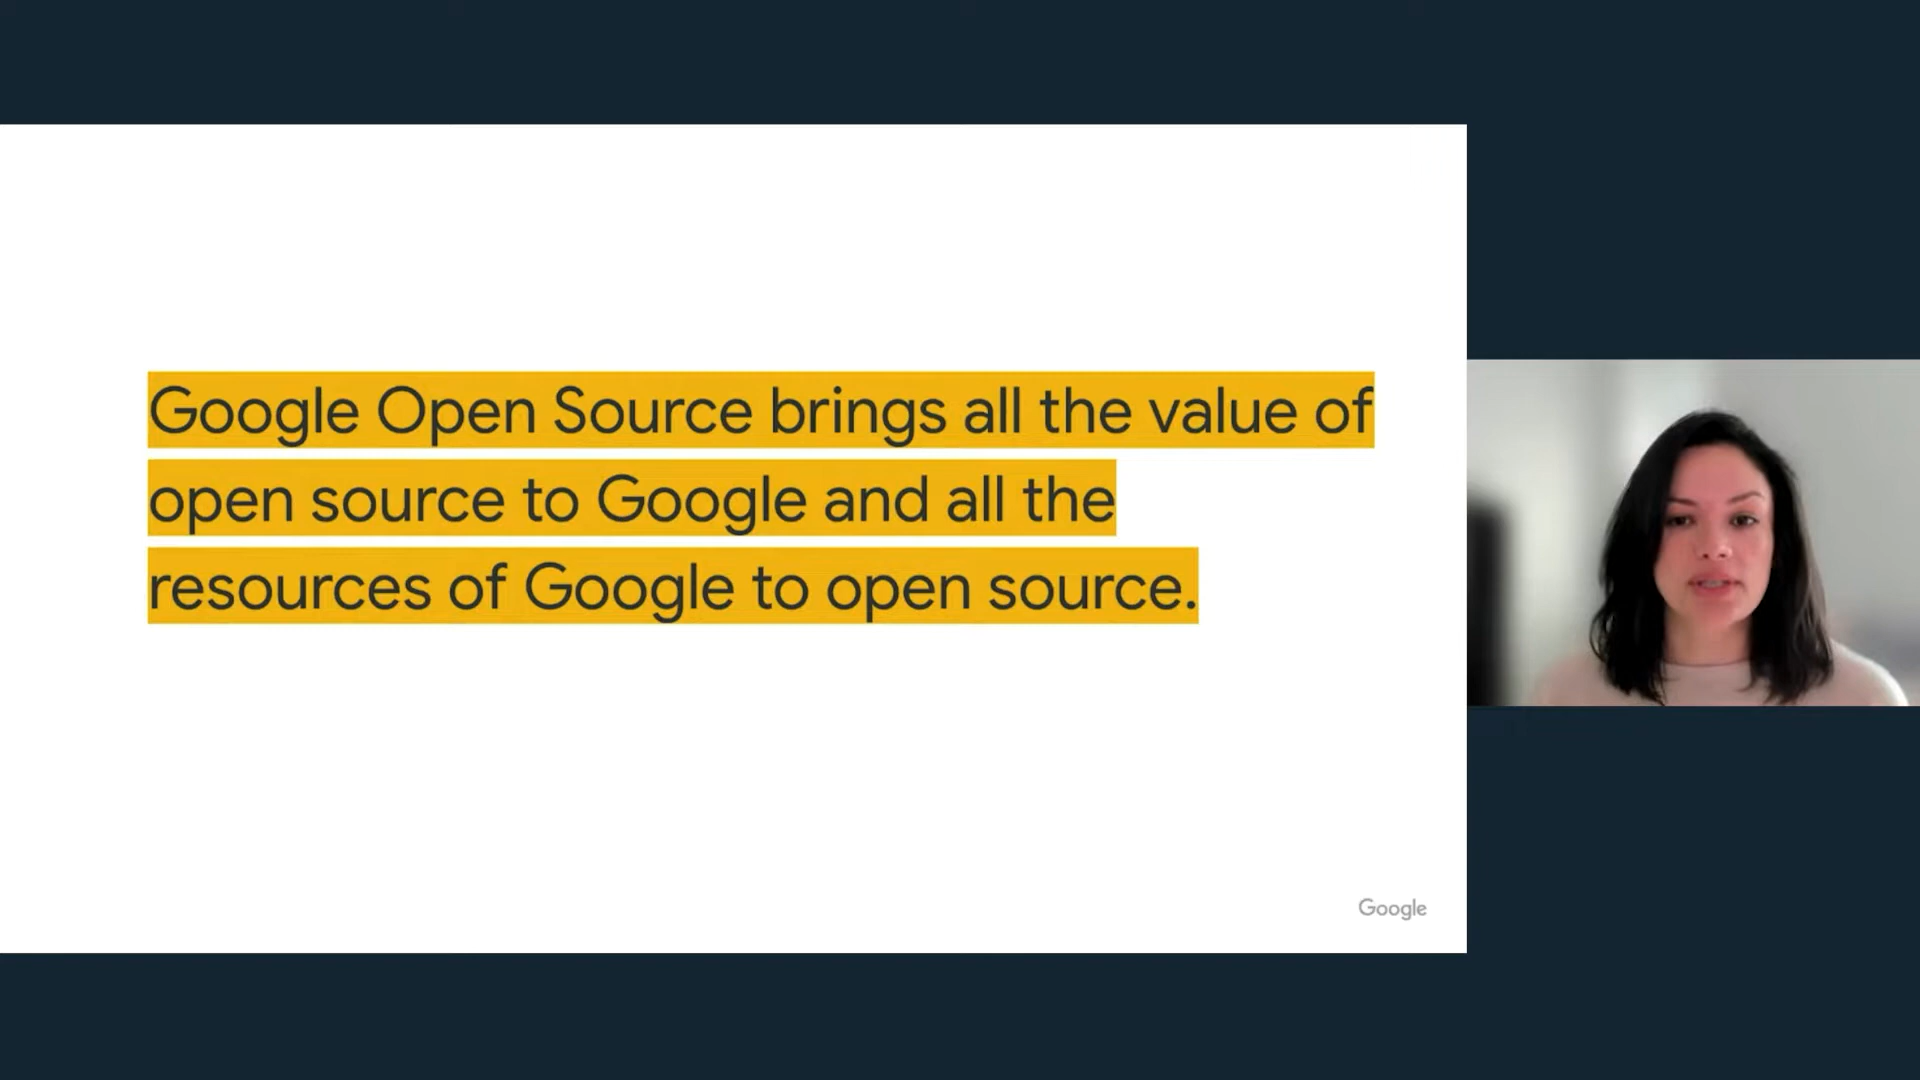 Google Open Source brings all the value of
open source to Google and all the
resources of Google to open source.
Google